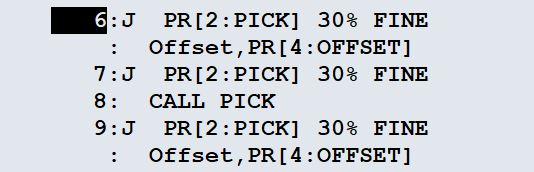 6:J PR[2:PICK] 30% FINE
: Offset,PR[4:OFFSET]
7:J PR[2:PICK] 30% FINE
8: CALL PICK
9:J PR[2:PICK] 30% FINE
: Offset,PR[4:OFFSET]